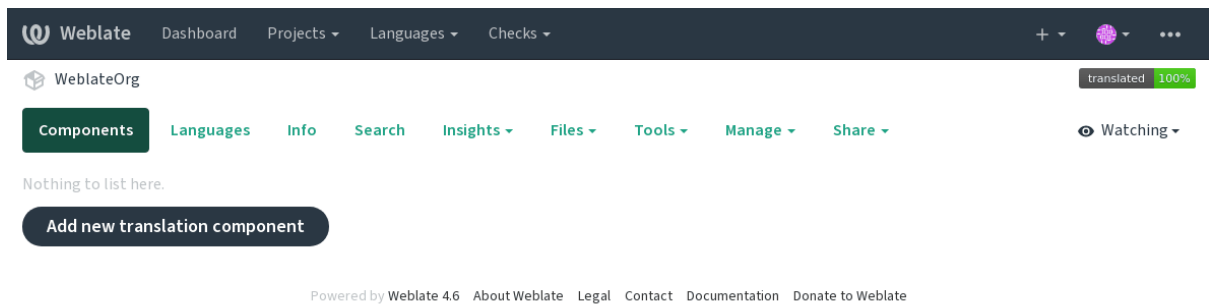 Weblate Dashboard Projects Languages Checks
WeblateOrg translated 100%
Components Languages Info Search Insights Files Tools Manage Share Watching
Nothing to list here.
Add new translation component
Powered by Weblate 4.6 About Weblate Legal Contact Documentation Donate to Weblate